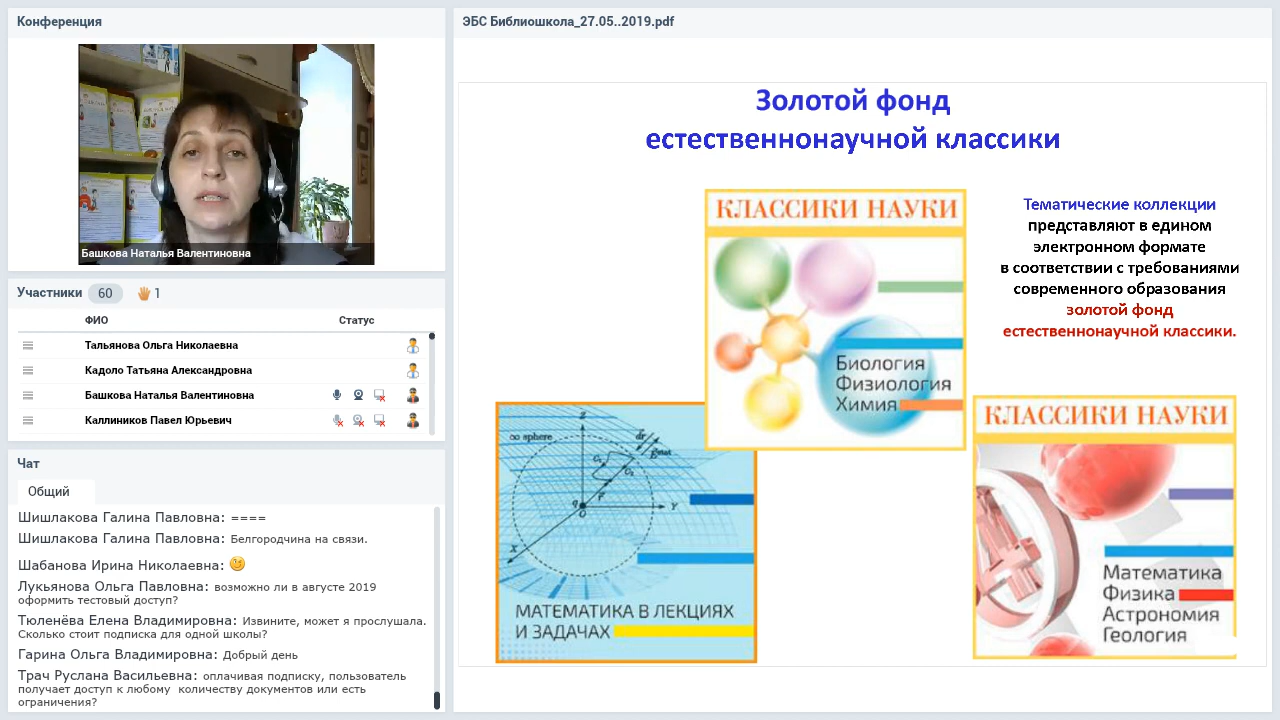 Конференция
Башкова Наталья Валентиновна
Участники 60 1
ФИО Статус
Тальянова Ольга Николаевна
Кадоло Татьяна Александровна
Башкова Наталья Валентиновна
Каллиников Павел Юрьевич
Чат
Общий
Шишлакова Галина Павловна: ====
Шишлакова Галина Павловна: Белгородчина на связи.
Шабанова Ирина Николаевна:
Лукьянова Ольга Павловна: возможно ли в августе 2019
оформить тестовый доступ?
Тюленёва Елена Владимировна: Извините, может я прослушала.
Сколько стоит подписка для одной школы?
Гарина Ольга Владимировна: Добрый день
Трач Руслана Васильевна: оплачивая подписку, пользователь
получает доступ к любому количеству документов или есть
ограничения?
ЭБС Библиошкола_27.05..2019.pdf
Золотой фонд
естественнонаучной классики
КЛАССИКИ НАУКИ
Биология
Физиология
Химия
Тематические коллекции
представляют в едином
электронном формате
в соответствии с требованиями
современного образования
золотой фонд
естественнонаучной классики.
∞ sphere
Z
dr
C₁
C₂
r
q
O
Y
X
МАТЕМАТИКА В ЛЕКЦИЯХ
И ЗАДАЧАХ
КЛАССИКИ НАУКИ
Математика
Физика
Астрономия
Геология